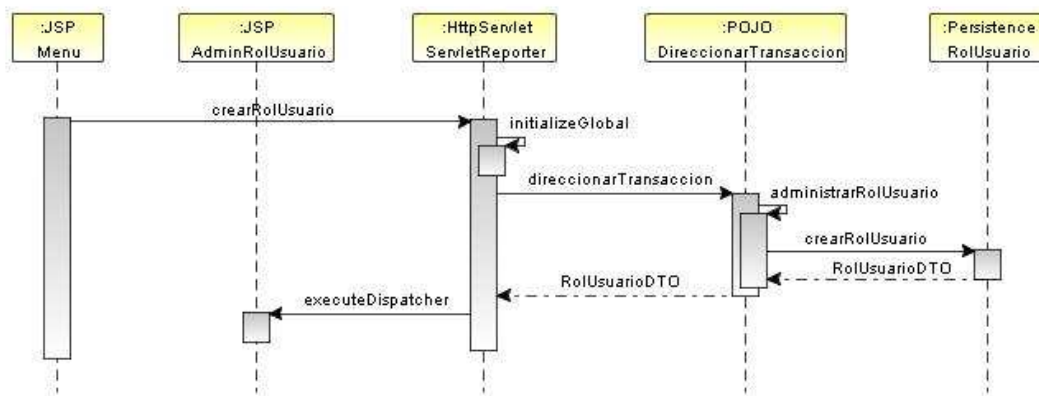 :JSP
Menu
:JSP
AdminRolUsuario
:HttpServlet
ServletReporter
:POJO
DireccionarTransaccion
:Persistence
RolUsuario
crearRolUsuario
initializeGlobal
direccionarTransaccion
administrarRolUsuario
crearRolUsuario
RolUsuarioDTO
RolUsuarioDTO
executeDispatcher